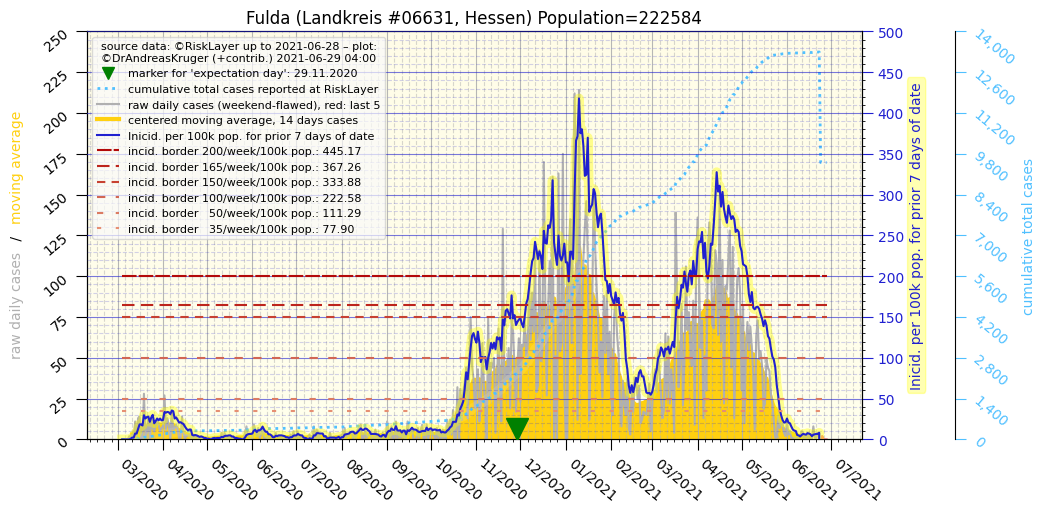 Fulda (Landkreis #06631, Hessen) Population=222584
source data: ©RiskLayer up to 2021-06-28 – plot:
©DrAndreasKruger (+contrib.) 2021-06-29 04:00
marker for 'expectation day': 29.11.2020
cumulative total cases reported at RiskLayer
raw daily cases (weekend-flawed), red: last 5
centered moving average, 14 days cases
Inicid. per 100k pop. for prior 7 days of date
incid. border 200/week/100k pop.: 445.17
incid. border 165/week/100k pop.: 367.26
incid. border 150/week/100k pop.: 333.88
incid. border 100/week/100k pop.: 222.58
incid. border   50/week/100k pop.: 111.29
incid. border   35/week/100k pop.: 77.90
raw daily cases / moving average
250
225
200
175
150
125
100
75
50
25
0
03/2020
04/2020
05/2020
06/2020
07/2020
08/2020
09/2020
10/2020
11/2020
12/2020
01/2021
02/2021
03/2021
04/2021
05/2021
06/2021
07/2021
500
450
400
350
300
250
200
150
100
50
0
Inicid. per 100k pop. for prior 7 days of date
14,000
12,600
11,200
9,800
8,400
7,000
5,600
4,200
2,800
1,400
0
cumulative total cases